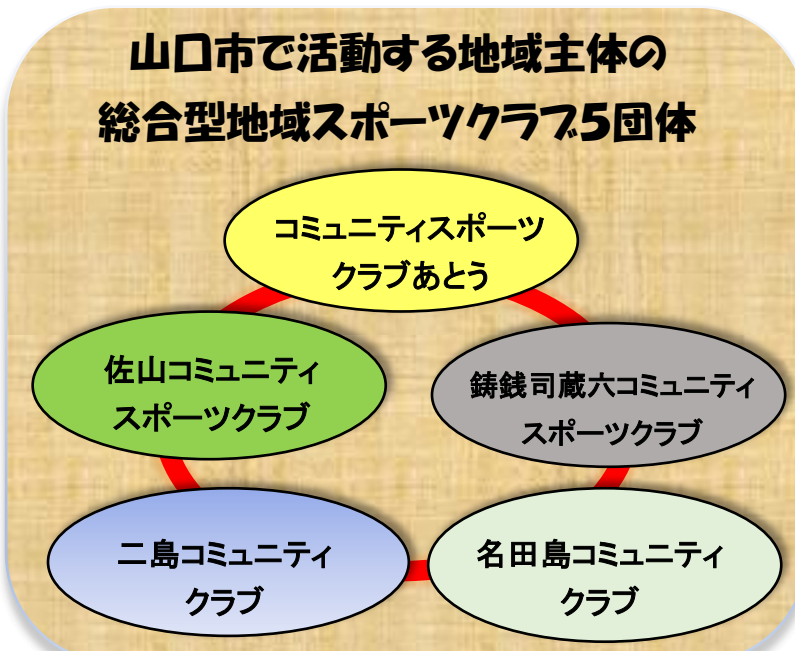 山口市で活動する地域主体の
総合型地域スポーツクラブ5団体
コミュニティスポーツ
クラブあとう
佐山コミュニティ
スポーツクラブ
鋳銭司蔵六コミュニティ
スポーツクラブ
二島コミュニティ
クラブ
名田島コミュニティ
クラブ